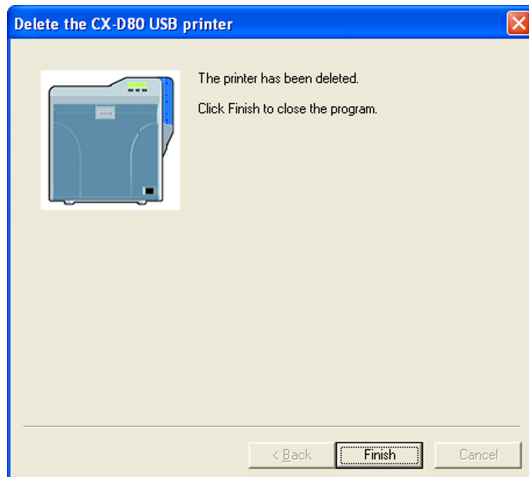 Delete the CX-D80 USB printer
The printer has been deleted.
Click Finish to close the program.
< Back
Finish
Cancel